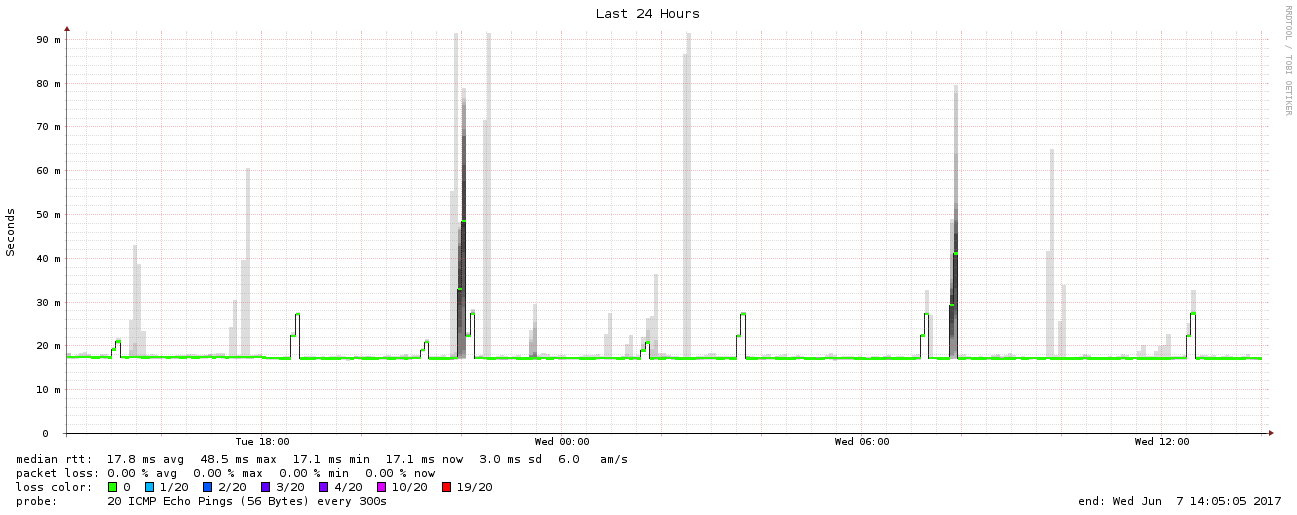 Last 24 Hours
RRDTOOL / TOBI OETIKER
Seconds
90 m
80 m
70 m
60 m
50 m
40 m
30 m
20 m
10 m
0
Tue 18:00 Wed 00:00 Wed 06:00 Wed 12:00
median rtt: 17.8 ms avg 48.5 ms max 17.1 ms min 17.1 ms now 3.0 ms sd 6.0 am/s
packet loss: 0.00 % avg 0.00 % max 0.00 % min 0.00 % now
loss color: 0 1/20 2/20 3/20 4/20 10/20 19/20
probe: 20 ICMP Echo Pings (56 Bytes) every 300s end: Wed Jun 7 14:05:05 2017